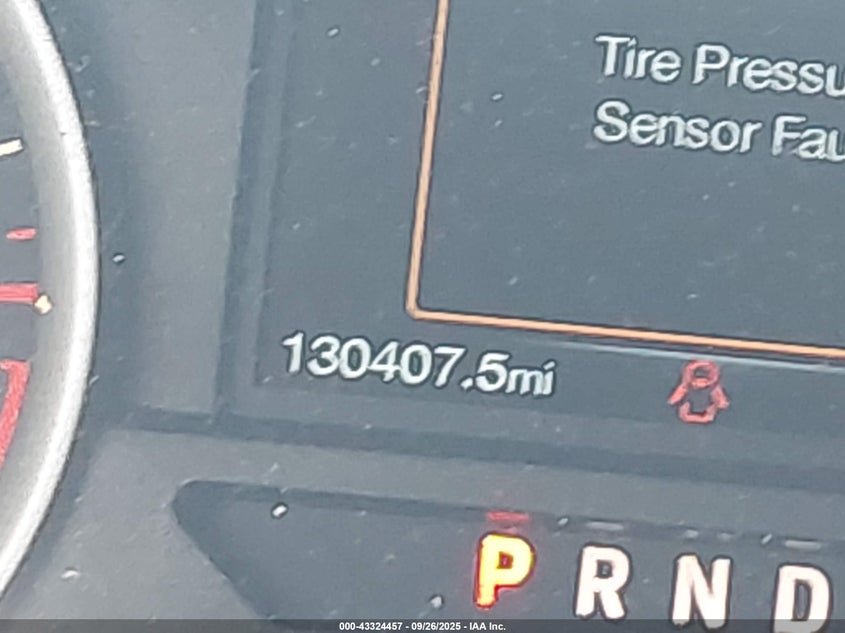 Tire Pressu
Sensor Fau
130407.5mi
P R N D
000-43324457 - 09/26/2025 - IAA Inc.